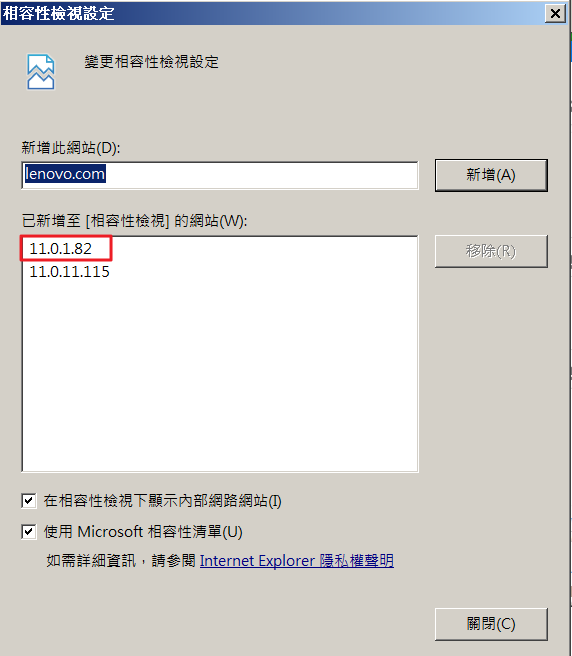 相容性檢視設定
變更相容性檢視設定
新增此網站(D):
lenovo.com
新增(A)
已新增至 [相容性檢視] 的網站(W):
11.0.1.82
移除(R)
11.0.11.115
在相容性檢視下顯示內部網路網站(I)
使用 Microsoft 相容性清單(U)
如需詳細資訊，請參閱 Internet Explorer 隱私權聲明
關閉(C)